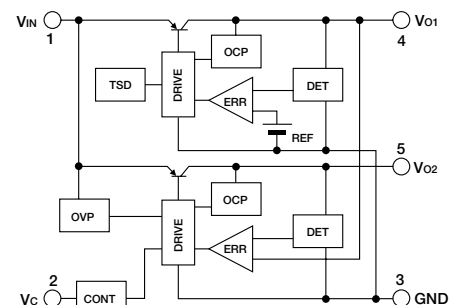 VIN
1
VO1
4
OCP
TSD
DRIVE
ERR
DET
REF
5
VO2
OCP
OVP
DRIVE
ERR
DET
2
VC
CONT
3
GND